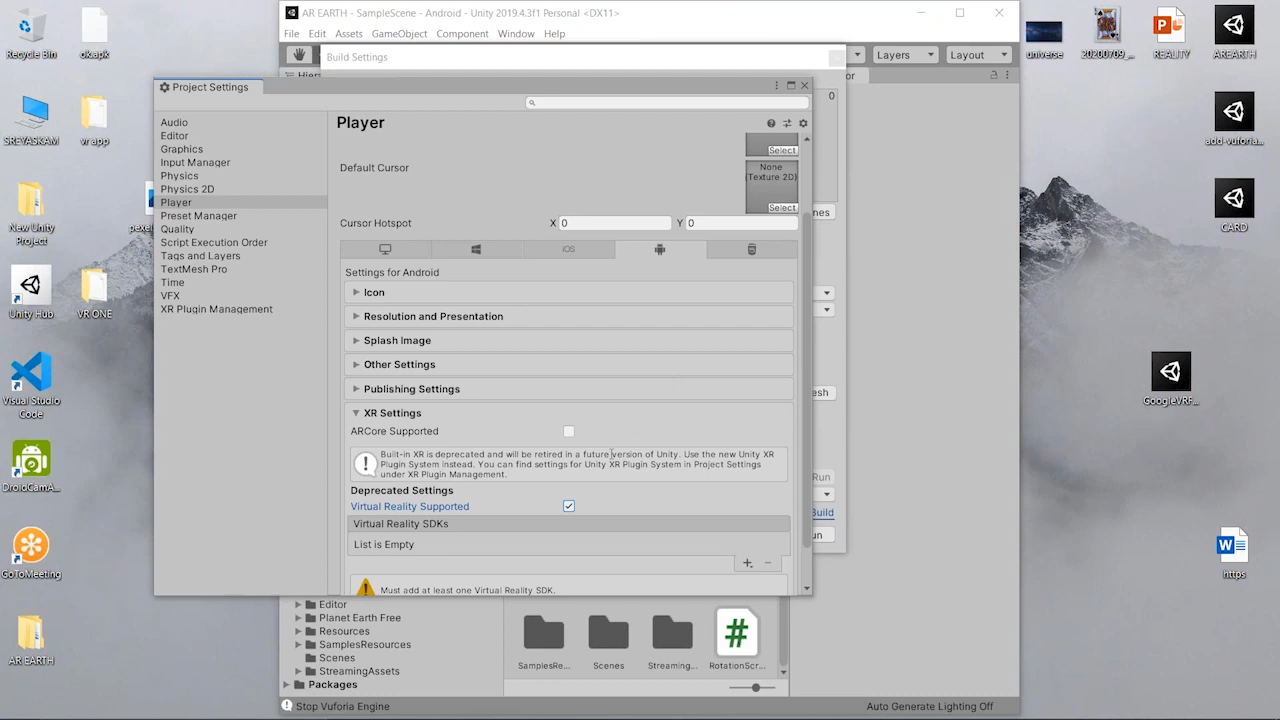 AR EARTH - SampleScene - Android - Unity 2019.4.3f1 Personal <DX11>
File Edit Assets GameObject Component Window Help
Layers Layout
Build Settings
Project Settings
Audio
Editor
Graphics
Input Manager
Physics
Physics 2D
Player
Preset Manager
Quality
Script Execution Order
Tags and Layers
TextMesh Pro
Time
VFX
XR Plugin Management
Player
Select
Default Cursor
None
(Texture 2D)
Select
Cursor Hotspot X 0 Y 0
iOS
Settings for Android
Icon
Resolution and Presentation
Splash Image
Other Settings
Publishing Settings
XR Settings
ARCore Supported
Built-in XR is deprecated and will be retired in a future version of Unity. Use the new Unity XR
Plugin System instead. You can find settings for Unity XR Plugin System in Project Settings
under XR Plugin Management.
Deprecated Settings
Virtual Reality Supported
Virtual Reality SDKs
List is Empty
Must add at least one Virtual Reality SDK.
0
Run
Build
Editor
Planet Earth Free
Resources
SamplesResources
Scenes
StreamingAssets
Packages
SamplesRe...
Scenes
Streaming...
RotationScr...
Stop Vuforia Engine
Auto Generate Lighting Off
Recycle Bin
okapk
SREYASKAM
vr app
New Unity
Project
Unity Hub
VR ONE
Visual Studio
Code
DroidCamA...
GoToMeeting
AR EARTH
universe
20200709_...
REALITY
AREARTH
add-vuforia...
CARD
GoogleVRF...
https